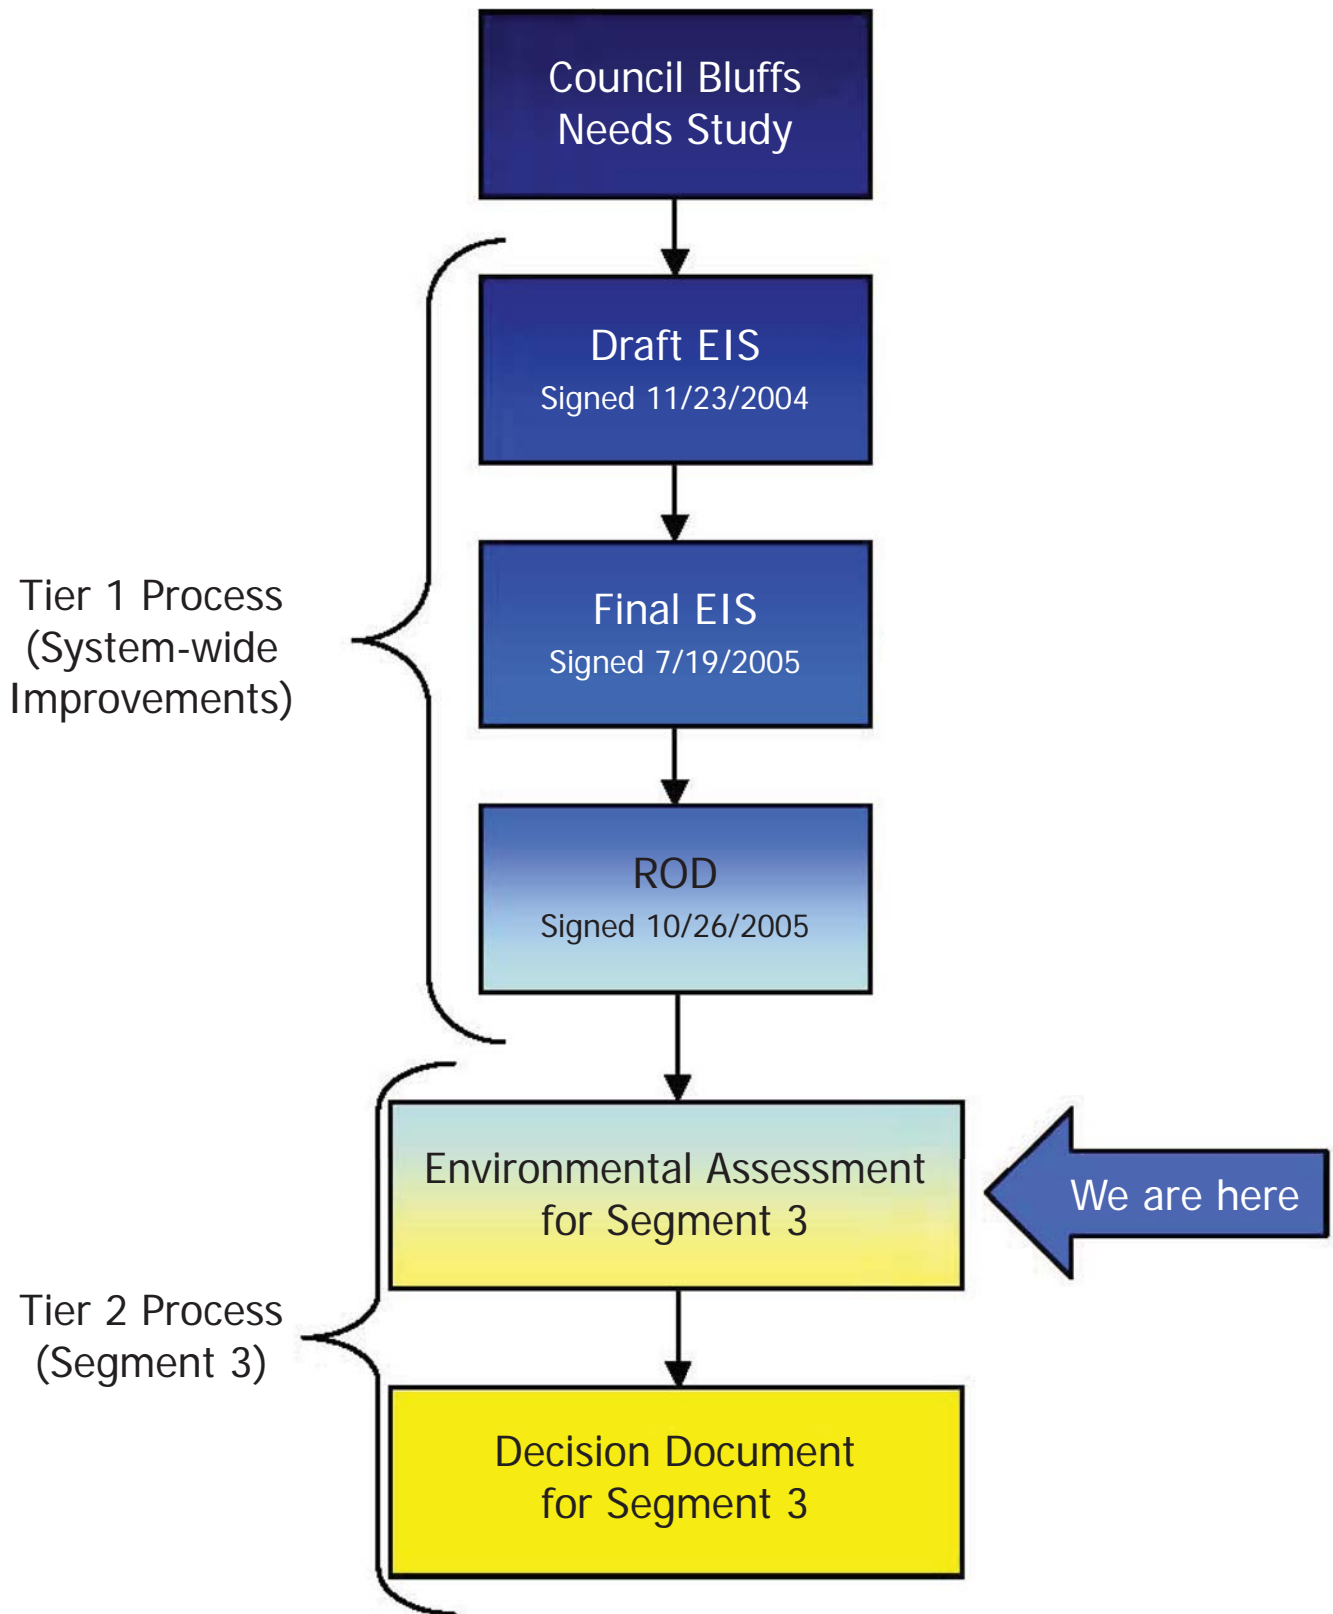 Council Bluffs
Needs Study
Draft EIS
Signed 11/23/2004
Final EIS
Signed 7/19/2005
Tier 1 Process
(System-wide
Improvements)
ROD
Signed 10/26/2005
Environmental Assessment
for Segment 3
We are here
Tier 2 Process
(Segment 3)
Decision Document
for Segment 3